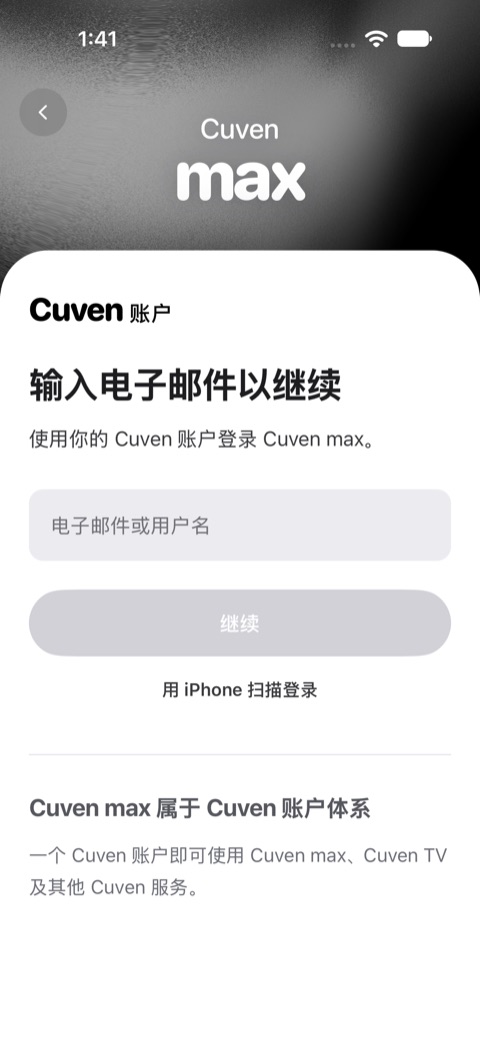 1:41
Cuven
max
Cuven 账户
输入电子邮件以继续
使用你的 Cuven 账户登录 Cuven max。
电子邮件或用户名
继续
用 iPhone 扫描登录
Cuven max 属于 Cuven 账户体系
一个 Cuven 账户即可使用 Cuven max、Cuven TV
及其他 Cuven 服务。